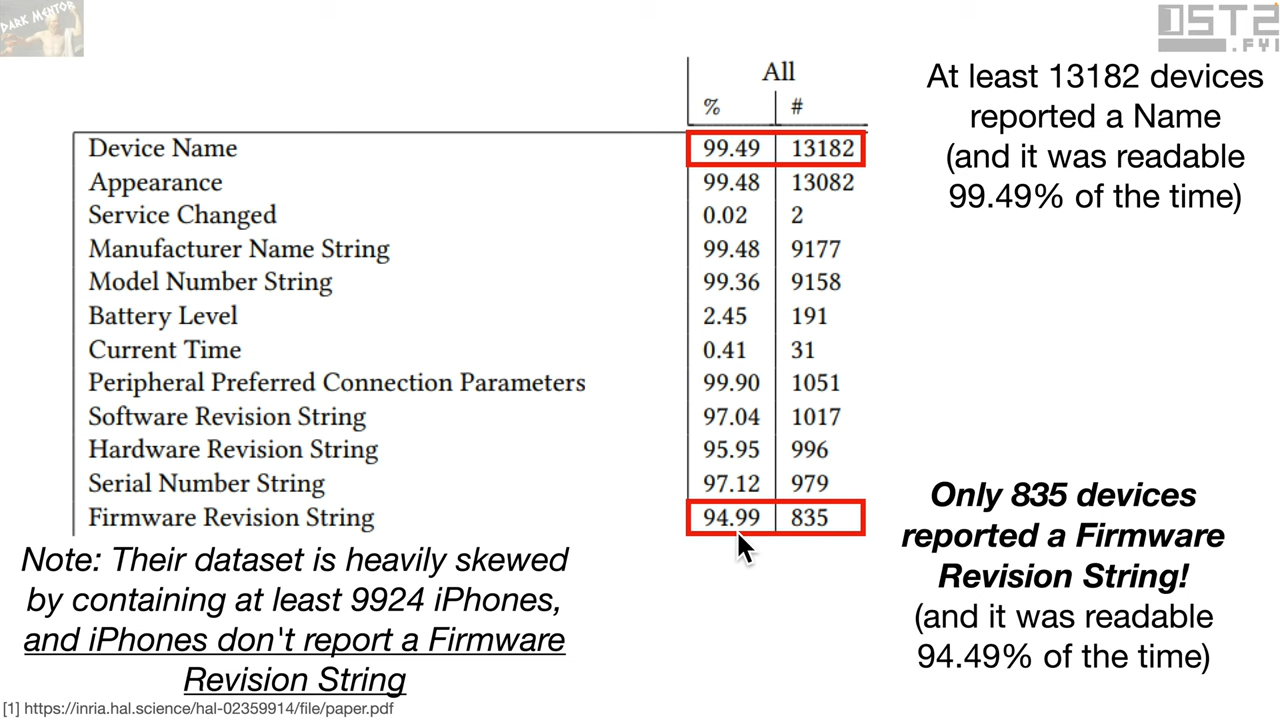 DARK MENTOR
OST2
.FYI
All
% #
Device Name 99.49 13182
Appearance 99.48 13082
Service Changed 0.02 2
Manufacturer Name String 99.48 9177
Model Number String 99.36 9158
Battery Level 2.45 191
Current Time 0.41 31
Peripheral Preferred Connection Parameters 99.90 1051
Software Revision String 97.04 1017
Hardware Revision String 95.95 996
Serial Number String 97.12 979
Firmware Revision String 94.99 835
At least 13182 devices
reported a Name
(and it was readable
99.49% of the time)
Only 835 devices
reported a Firmware
Revision String!
(and it was readable
94.49% of the time)
Note: Their dataset is heavily skewed
by containing at least 9924 iPhones,
and iPhones don't report a Firmware
Revision String
[1] https://inria.hal.science/hal-02359914/file/paper.pdf